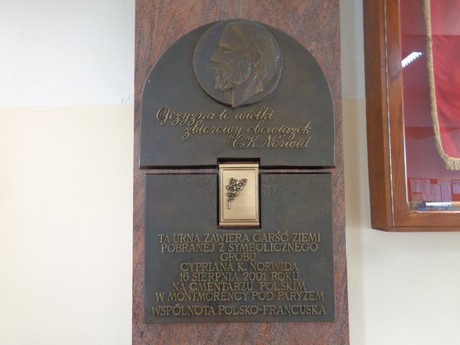 Ojczyzna to wielki
zbiorowy obowiązek
C.K. Norwid
TA URNA ZAWIERA GARŚĆ ZIEMI
POBRANEJ Z SYMBOLICZNEGO
GROBU
CYPRIANA K. NORWIDA
16 SIERPNIA 2001 ROKU
NA CMENTARZU POLSKIM
W MONTMORENCY POD PARYŻEM
WSPÓLNOTA POLSKO-FRANCUSKA